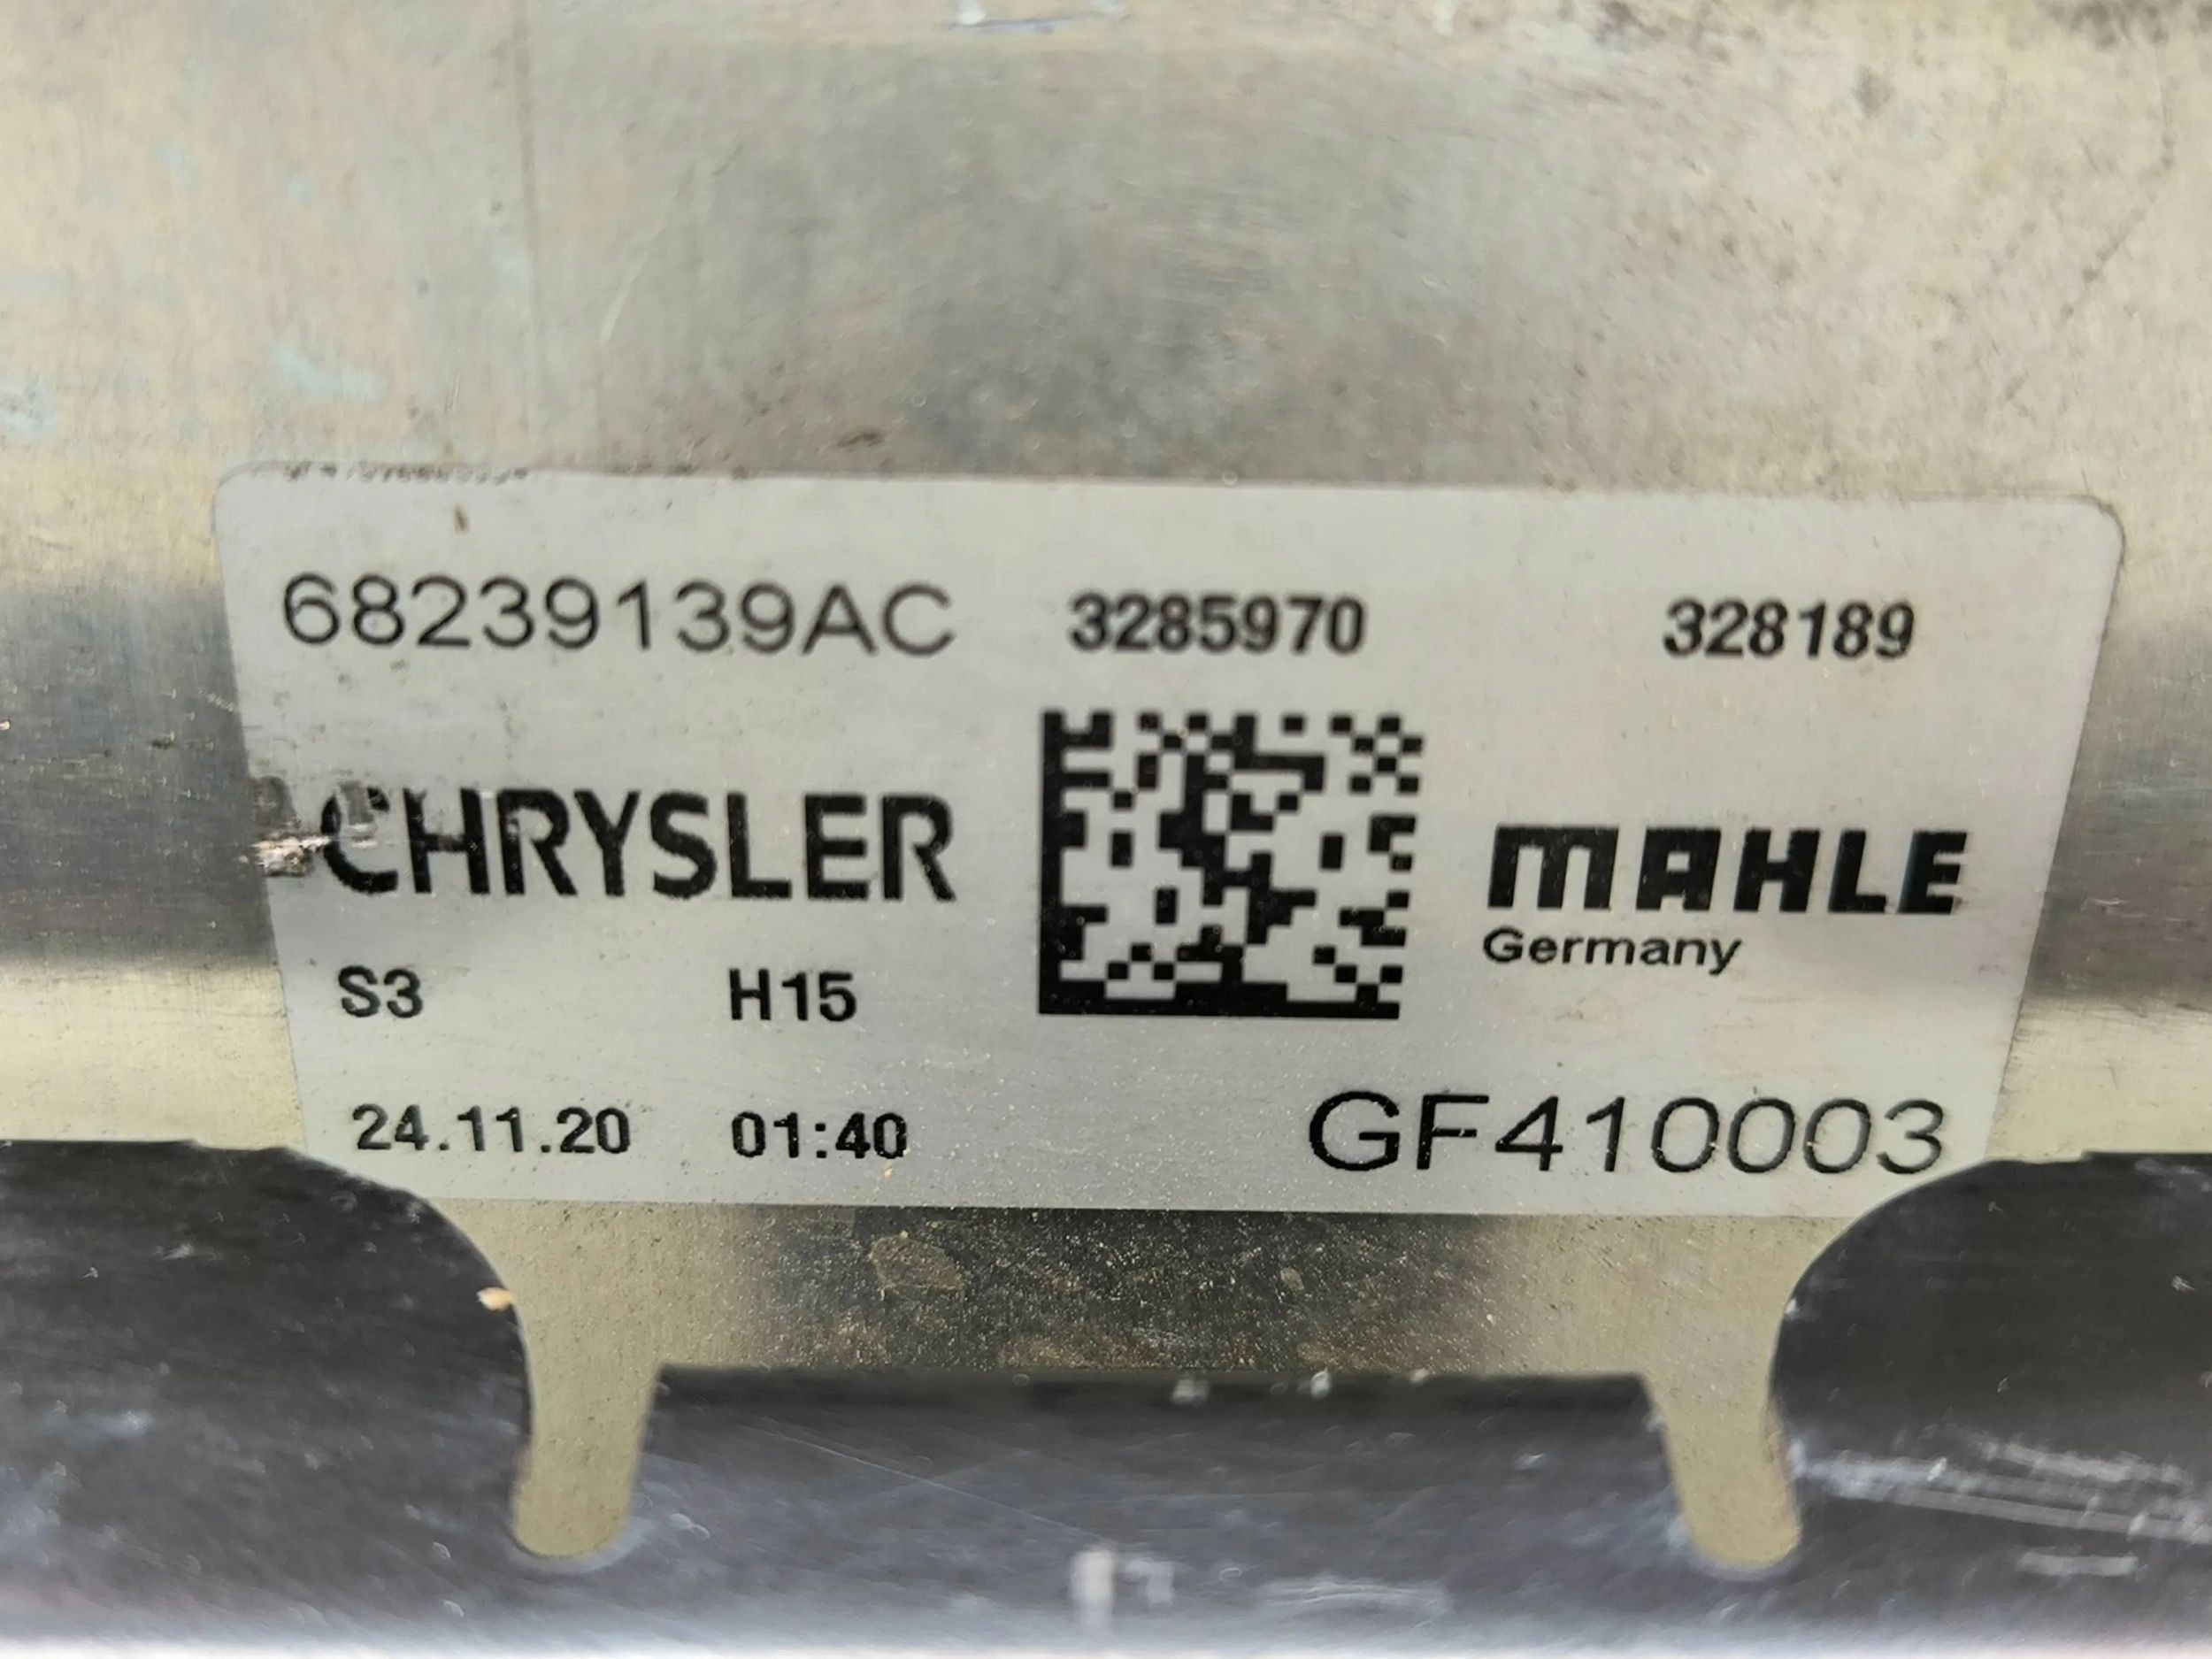 68239139AC 3285970 328189
CHRYSLER MAHLE
Germany
S3 H15
24.11.20 01:40 GF410003